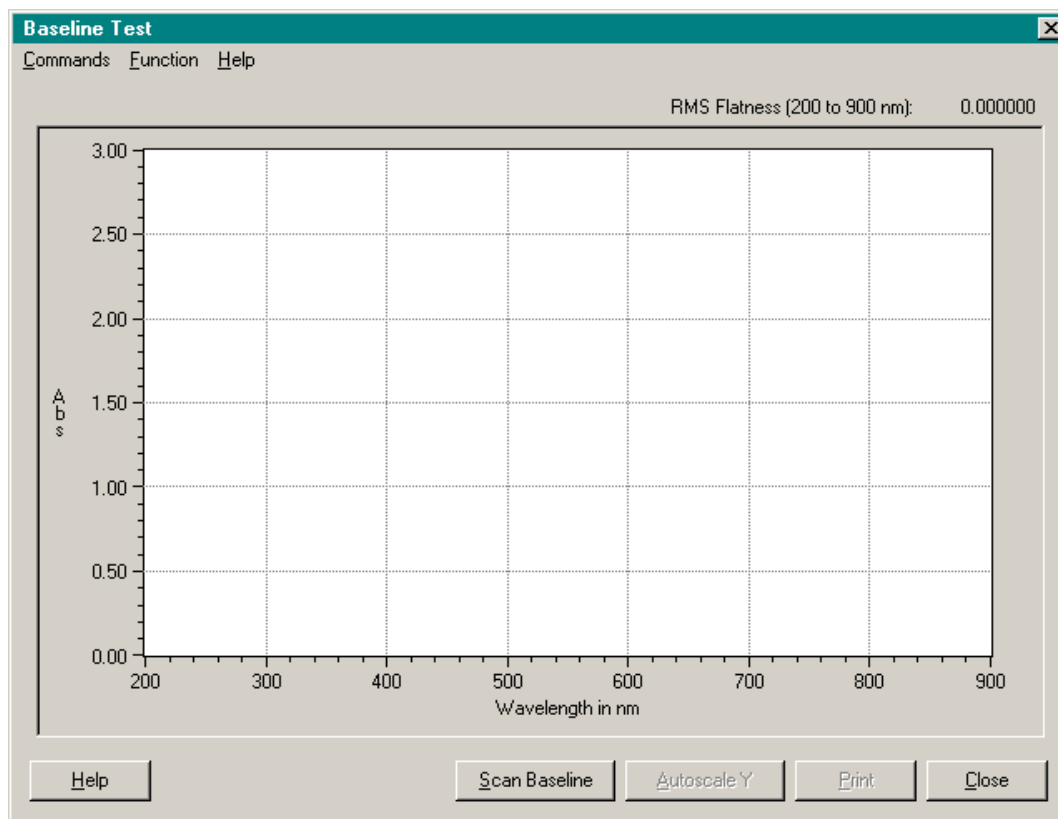 Baseline Test
Commands Function Help
RMS Flatness (200 to 900 nm): 0.000000
3.00
2.50
2.00
1.50
Abs
1.00
0.50
0.00
200 300 400 500 600 700 800 900
Wavelength in nm
Help Scan Baseline Autoscale Y Print Close